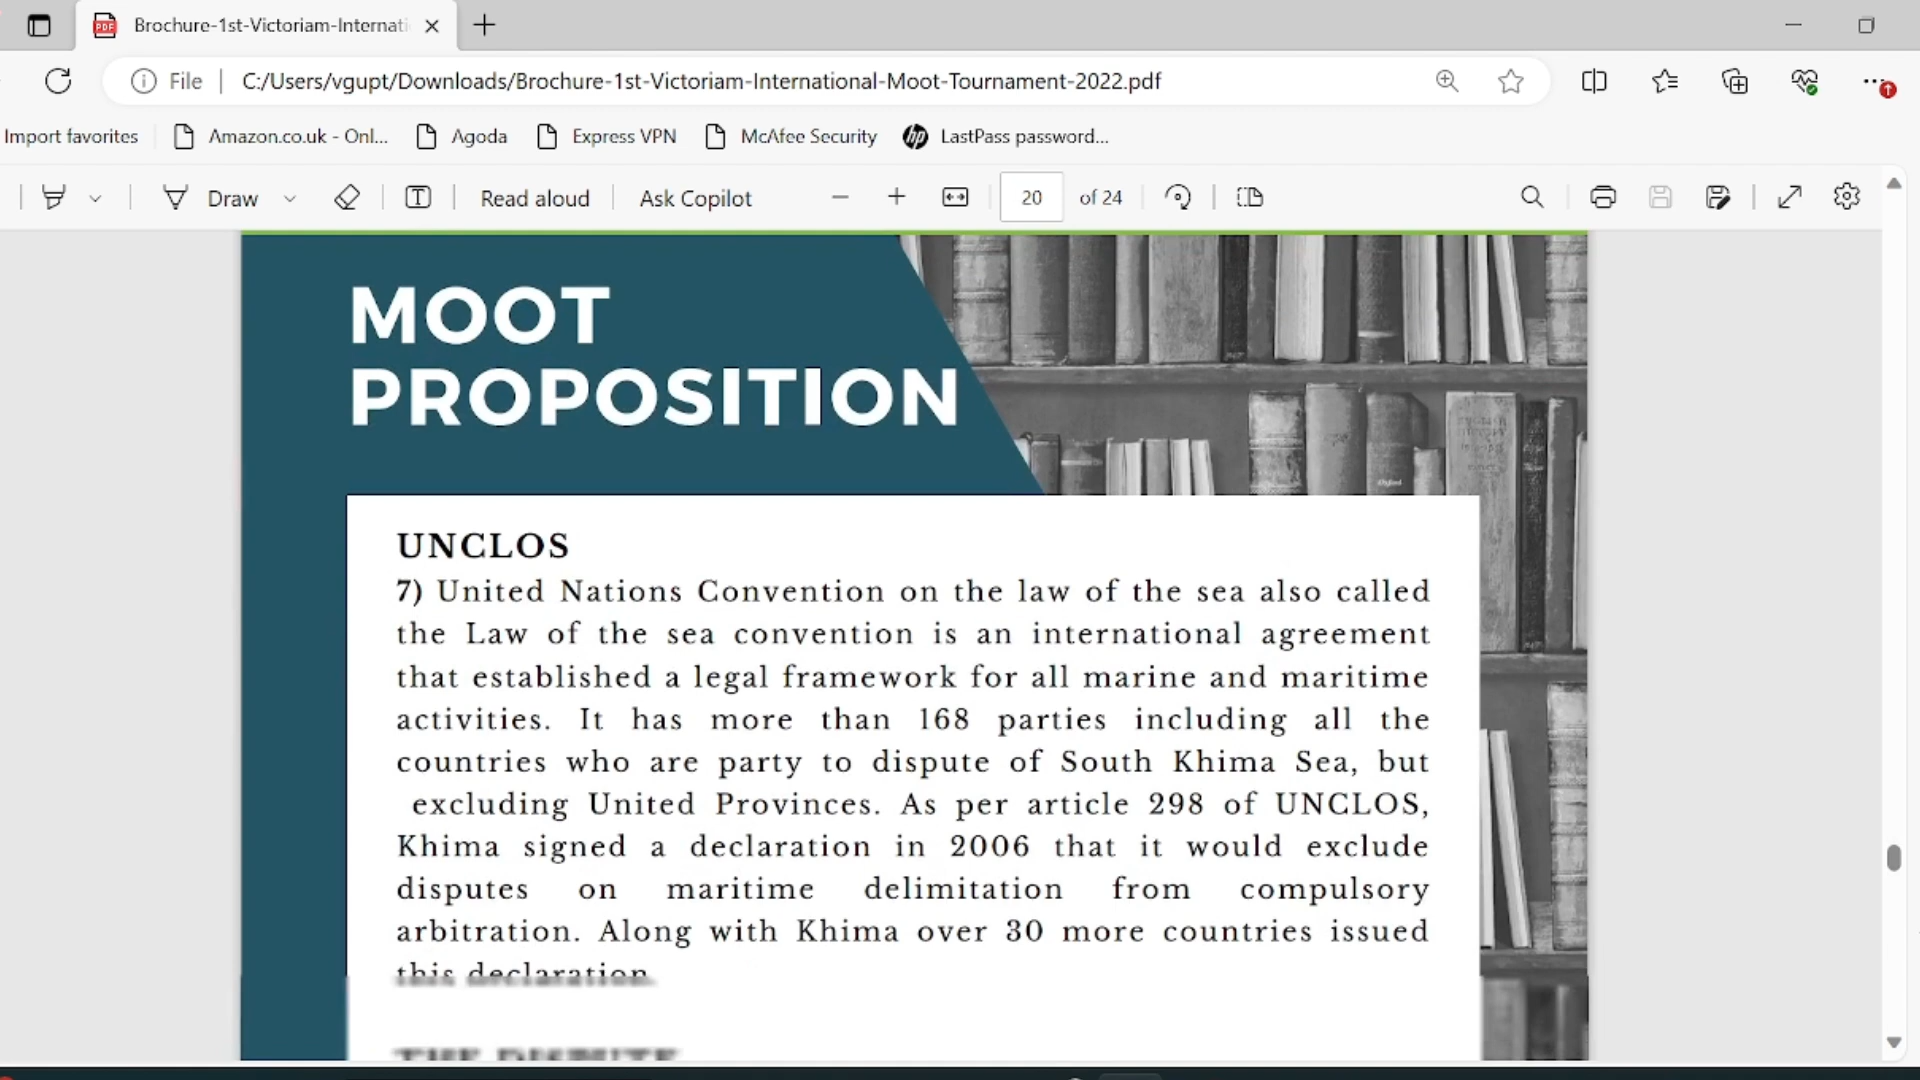 Brochure-1st-Victoriam-Internati
File
C:/Users/vgupt/Downloads/Brochure-1st-Victoriam-International-Moot-Tournament-2022.pdf
Import favorites
Amazon.co.uk - Onl...
Agoda
Express VPN
McAfee Security
LastPass password...
Draw
Read aloud
Ask Copilot
20
of 24
MOOT
PROPOSITION
UNCLOS
7) United Nations Convention on the law of the sea also called
the Law of the sea convention is an international agreement
that established a legal framework for all marine and maritime
activities. It has more than 168 parties including all the
countries who are party to dispute of South Khima Sea, but
excluding United Provinces. As per article 298 of UNCLOS,
Khima signed a declaration in 2006 that it would exclude
disputes on maritime delimitation from compulsory
arbitration. Along with Khima over 30 more countries issued
this declaration.
THE DISPUTE